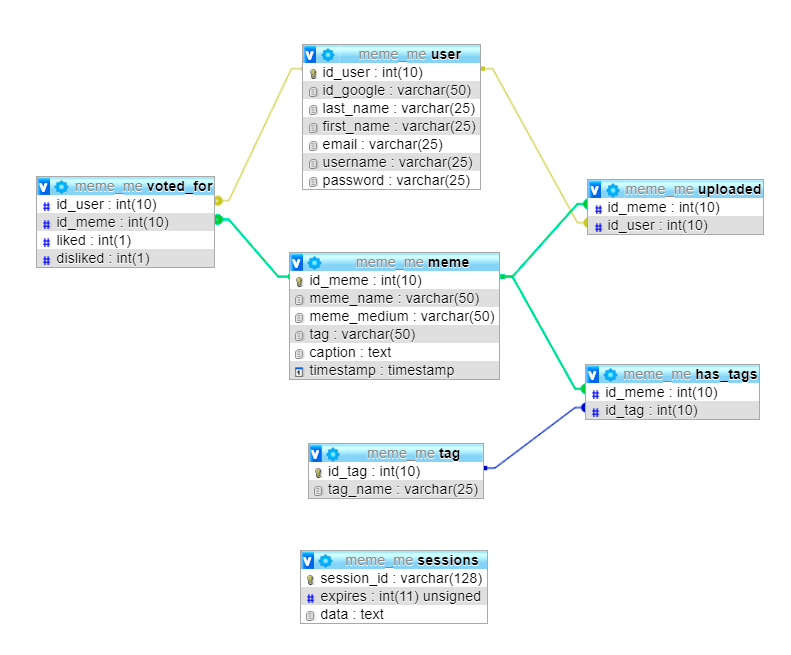 meme_me user
id_user : int(10)
id_google : varchar(50)
last_name : varchar(25)
first_name : varchar(25)
email : varchar(25)
username : varchar(25)
password : varchar(25)
meme_me voted_for
id_user : int(10)
id_meme : int(10)
liked : int(1)
disliked : int(1)
meme_me uploaded
id_meme : int(10)
id_user : int(10)
meme_me meme
id_meme : int(10)
meme_name : varchar(50)
meme_medium : varchar(50)
tag : varchar(50)
caption : text
timestamp : timestamp
meme_me has_tags
id_meme : int(10)
id_tag : int(10)
meme_me tag
id_tag : int(10)
tag_name : varchar(25)
meme_me sessions
session_id : varchar(128)
expires : int(11) unsigned
data : text